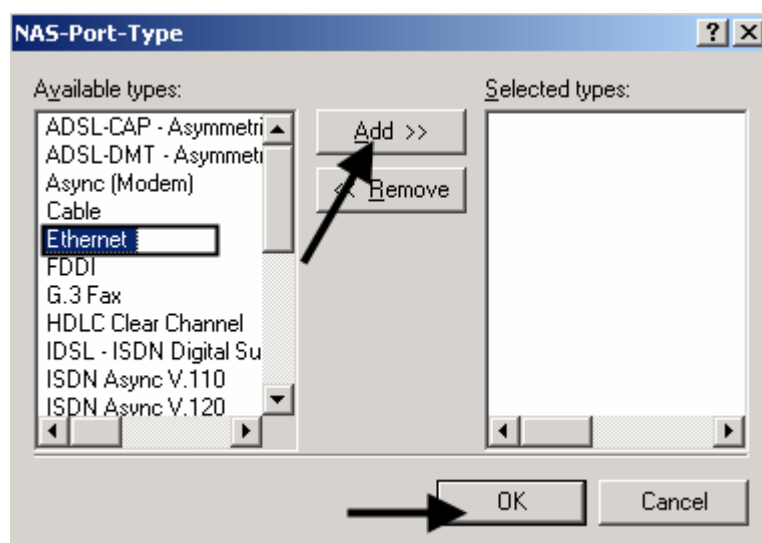 NAS-Port-Type
Available types:
Selected types:
ADSL-CAP - Asymmetri
ADSL-DMT - Asymmetri
Async (Modem)
Cable
Ethernet
FDDI
G.3 Fax
HDLC Clear Channel
IDSL - ISDN Digital Su
ISDN Async V.110
ISDN Async V.120
Add >>
<< Remove
OK
Cancel